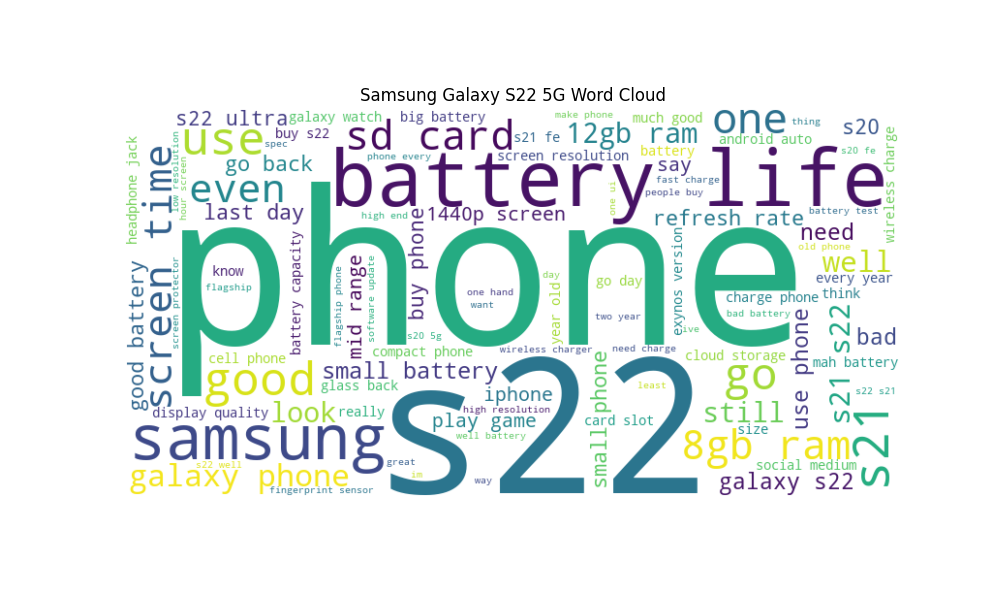 Samsung Galaxy S22 5G Word Cloud
s22 ultra
galaxy watch
big battery
make phone
much good
one
thing
s20
use
spec
buy s22
sd card
s21 fe
12gb ram
android auto
s20 fe
headphone jack
low resolution
hour screen
screen time
go back
phone every
screen resolution
battery
say
fast charge
people buy
one ui
wireless charge
even
battery life
last day
high end
1440p screen
refresh rate
battery test
need
old phone
well
phone
buy phone
exynos version
battery capacity
know
flagship
screen protector
good battery
flagship phone
mid range
software update
one hand
want
day
year old
go day
two year
every year
charge phone
think
bad battery
use phone
s21 s22
bad
s20 5g
live
cell phone
compact phone
wireless charger
need charge
cloud storage
mah battery
good
small battery
glass back
iphone
small phone
least
go
s22 s21
display quality
look
really
high resolution
play game
card slot
still
size
samsung
s22
well battery
8gb ram
s21
great
galaxy phone
s22 well
im
way
social medium
galaxy s22
fingerprint sensor